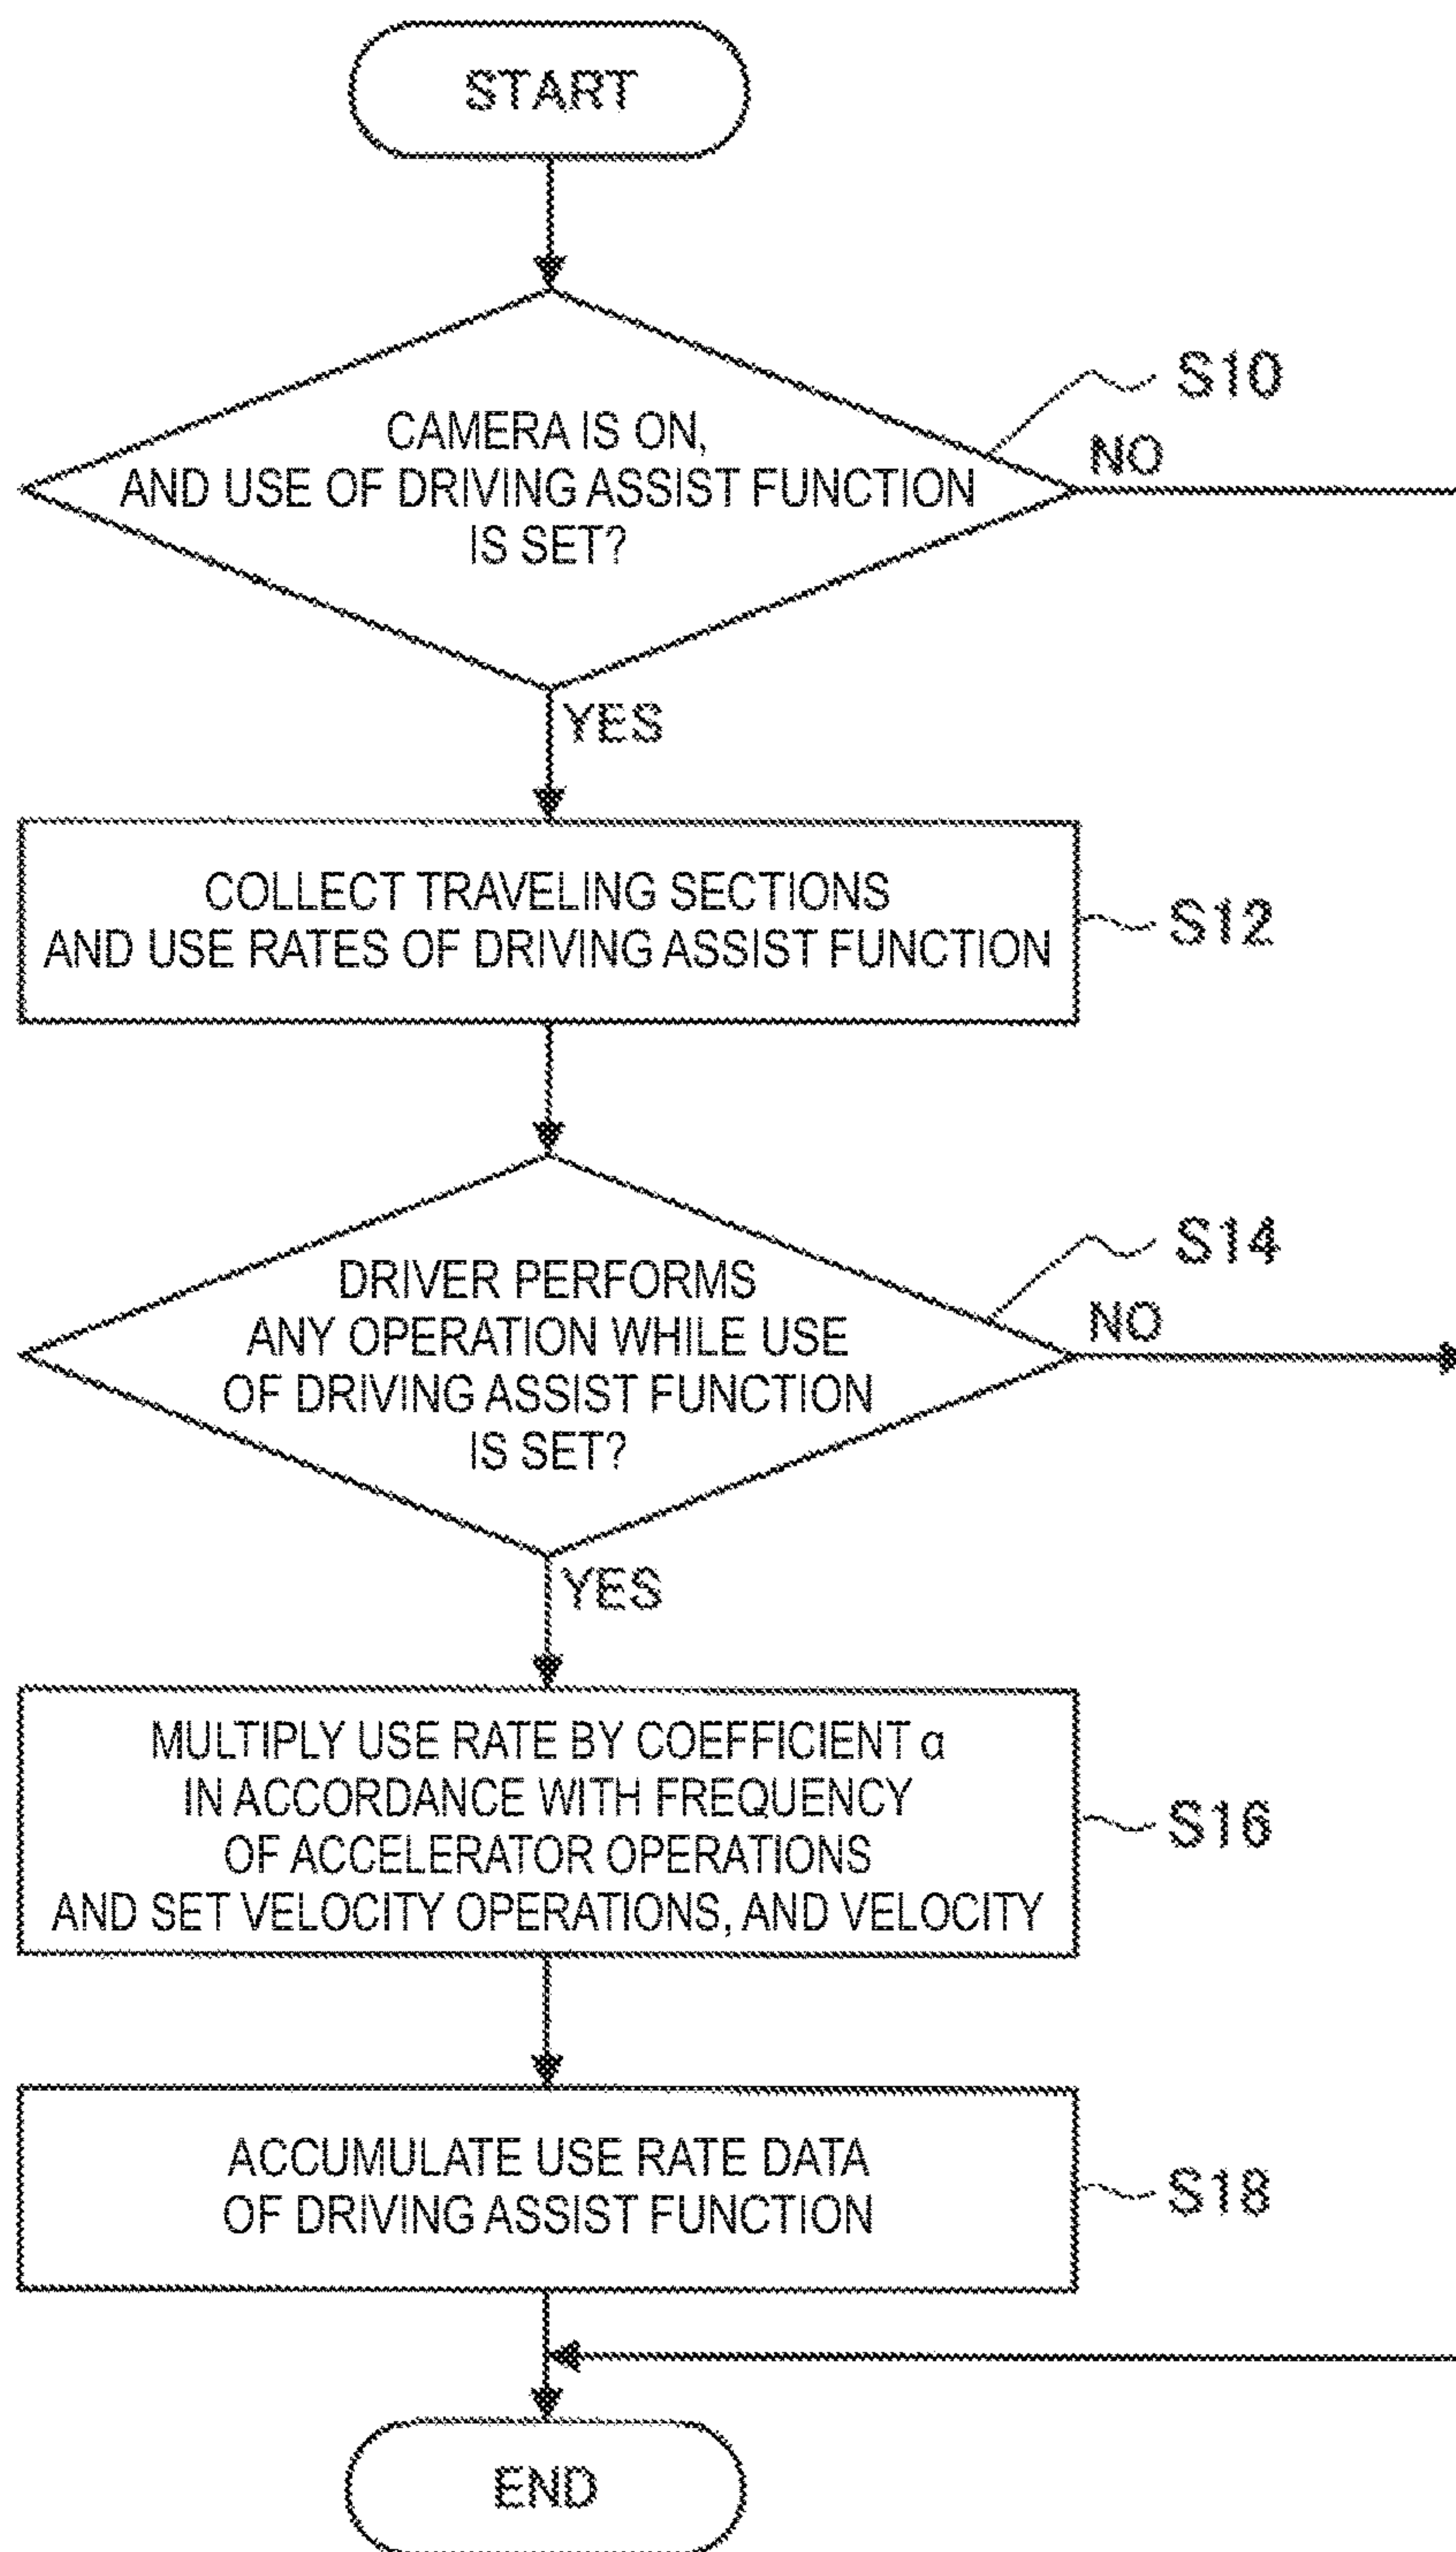 START
S10
CAMERA IS ON,
AND USE OF DRIVING ASSIST FUNCTION
IS SET?
NO
YES
COLLECT TRAVELING SECTIONS
AND USE RATES OF DRIVING ASSIST FUNCTION
S12
S14
DRIVER PERFORMS
ANY OPERATION WHILE USE
OF DRIVING ASSIST FUNCTION
IS SET?
NO
YES
MULTIPLY USE RATE BY COEFFICIENT α
IN ACCORDANCE WITH FREQUENCY
OF ACCELERATOR OPERATIONS
AND SET VELOCITY OPERATIONS, AND VELOCITY
S16
ACCUMULATE USE RATE DATA
OF DRIVING ASSIST FUNCTION
S18
END